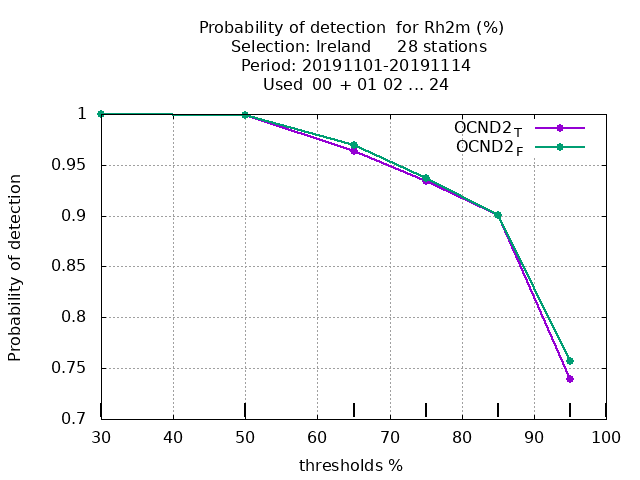 Probability of detection  for Rh2m (%)
Selection: Ireland     28 stations
Period: 20191101-20191114
Used  00  + 01 02 ... 24
OCND2T
OCND2F
1
0.95
0.9
0.85
0.8
0.75
0.7
Probability of detection
30 40 50 60 70 80 90 100
thresholds %